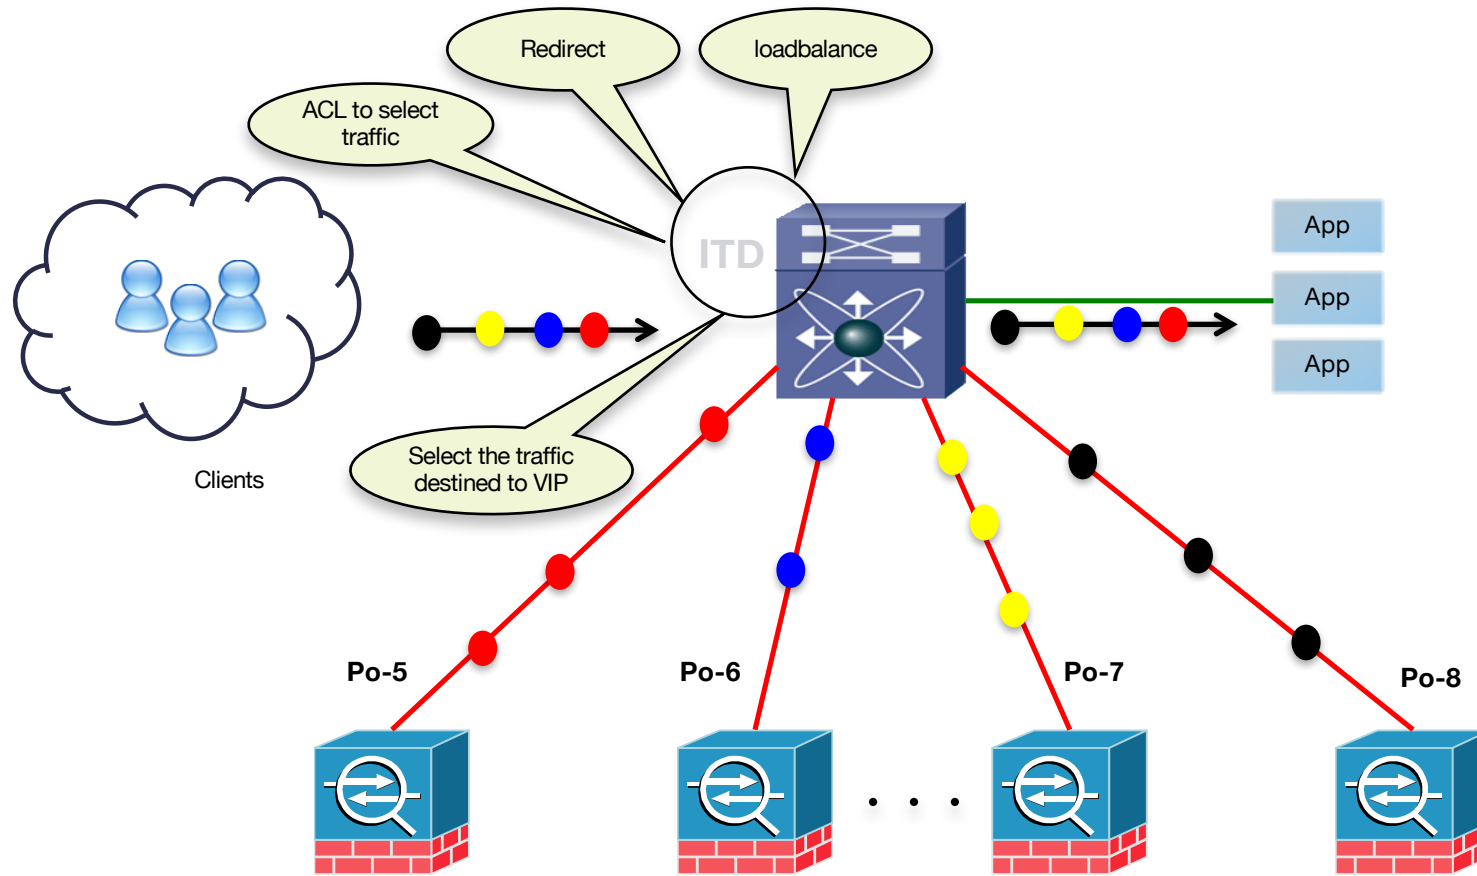 Redirect
loadbalance
ACL to select
traffic
ITD
App
App
App
Clients
Select the traffic
destined to VIP
Po-5
Po-6
Po-7
Po-8
. . .